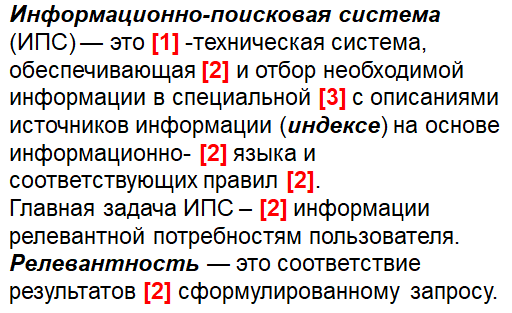 Информационно-поисковая система
(ИПС) — это [1] -техническая система,
обеспечивающая [2] и отбор необходимой
информации в специальной [3] с описаниями
источников информации (индексе) на основе
информационно- [2] языка и
соответствующих правил [2].
Главная задача ИПС – [2] информации
релевантной потребностям пользователя.
Релевантность — это соответствие
результатов [2] сформулированному запросу.